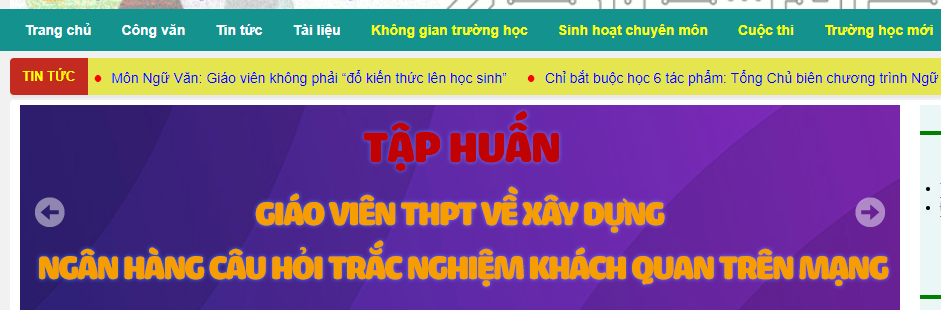 Trang chủ Công văn Tin tức Tài liệu Không gian trường học Sinh hoạt chuyên môn Cuộc thi Trường học mới
TIN TỨC Môn Ngữ Văn: Giáo viên không phải “đổ kiến thức lên học sinh” Chỉ bắt buộc học 6 tác phẩm: Tổng Chủ biên chương trình Ngữ
TẬP HUẤN
GIÁO VIÊN THPT VỀ XÂY DỰNG
NGÂN HÀNG CÂU HỎI TRẮC NGHIỆM KHÁCH QUAN TRÊN MẠNG